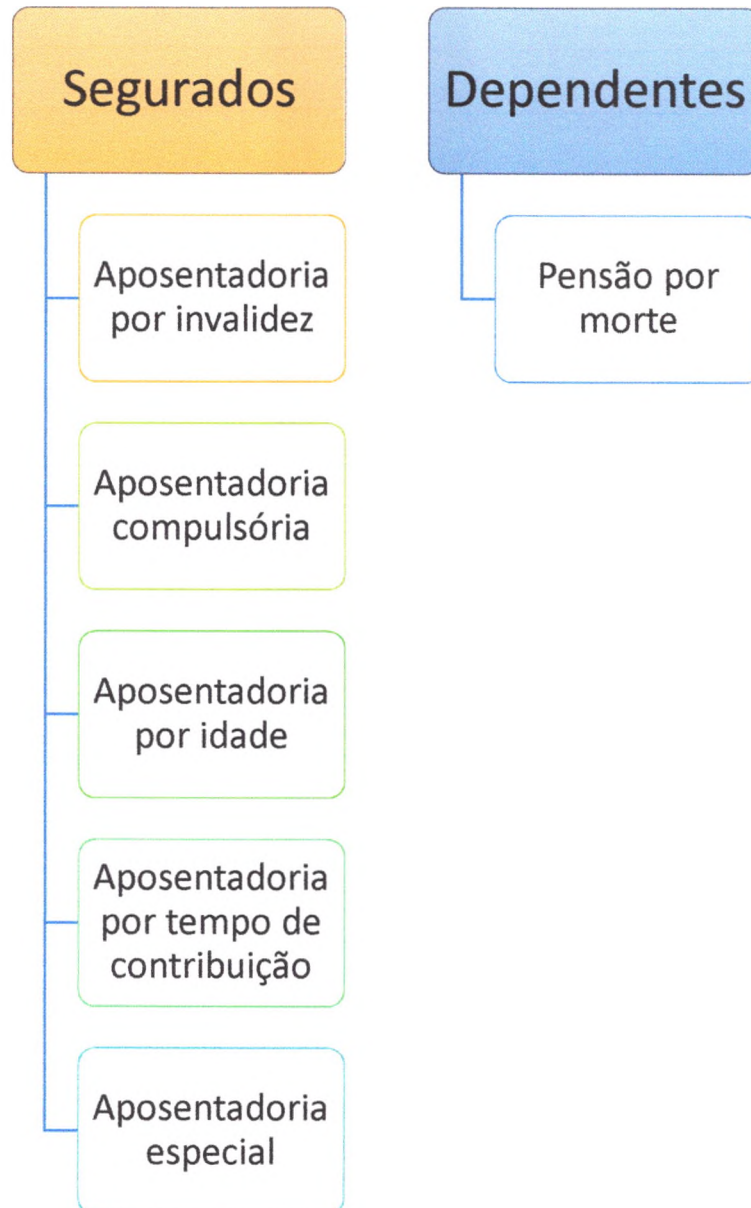 Segurados
Aposentadoria
por invalidez
Aposentadoria
compulsória
Aposentadoria
por idade
Aposentadoria
por tempo de
contribuição
Aposentadoria
especial
Dependentes
Pensão por
morte